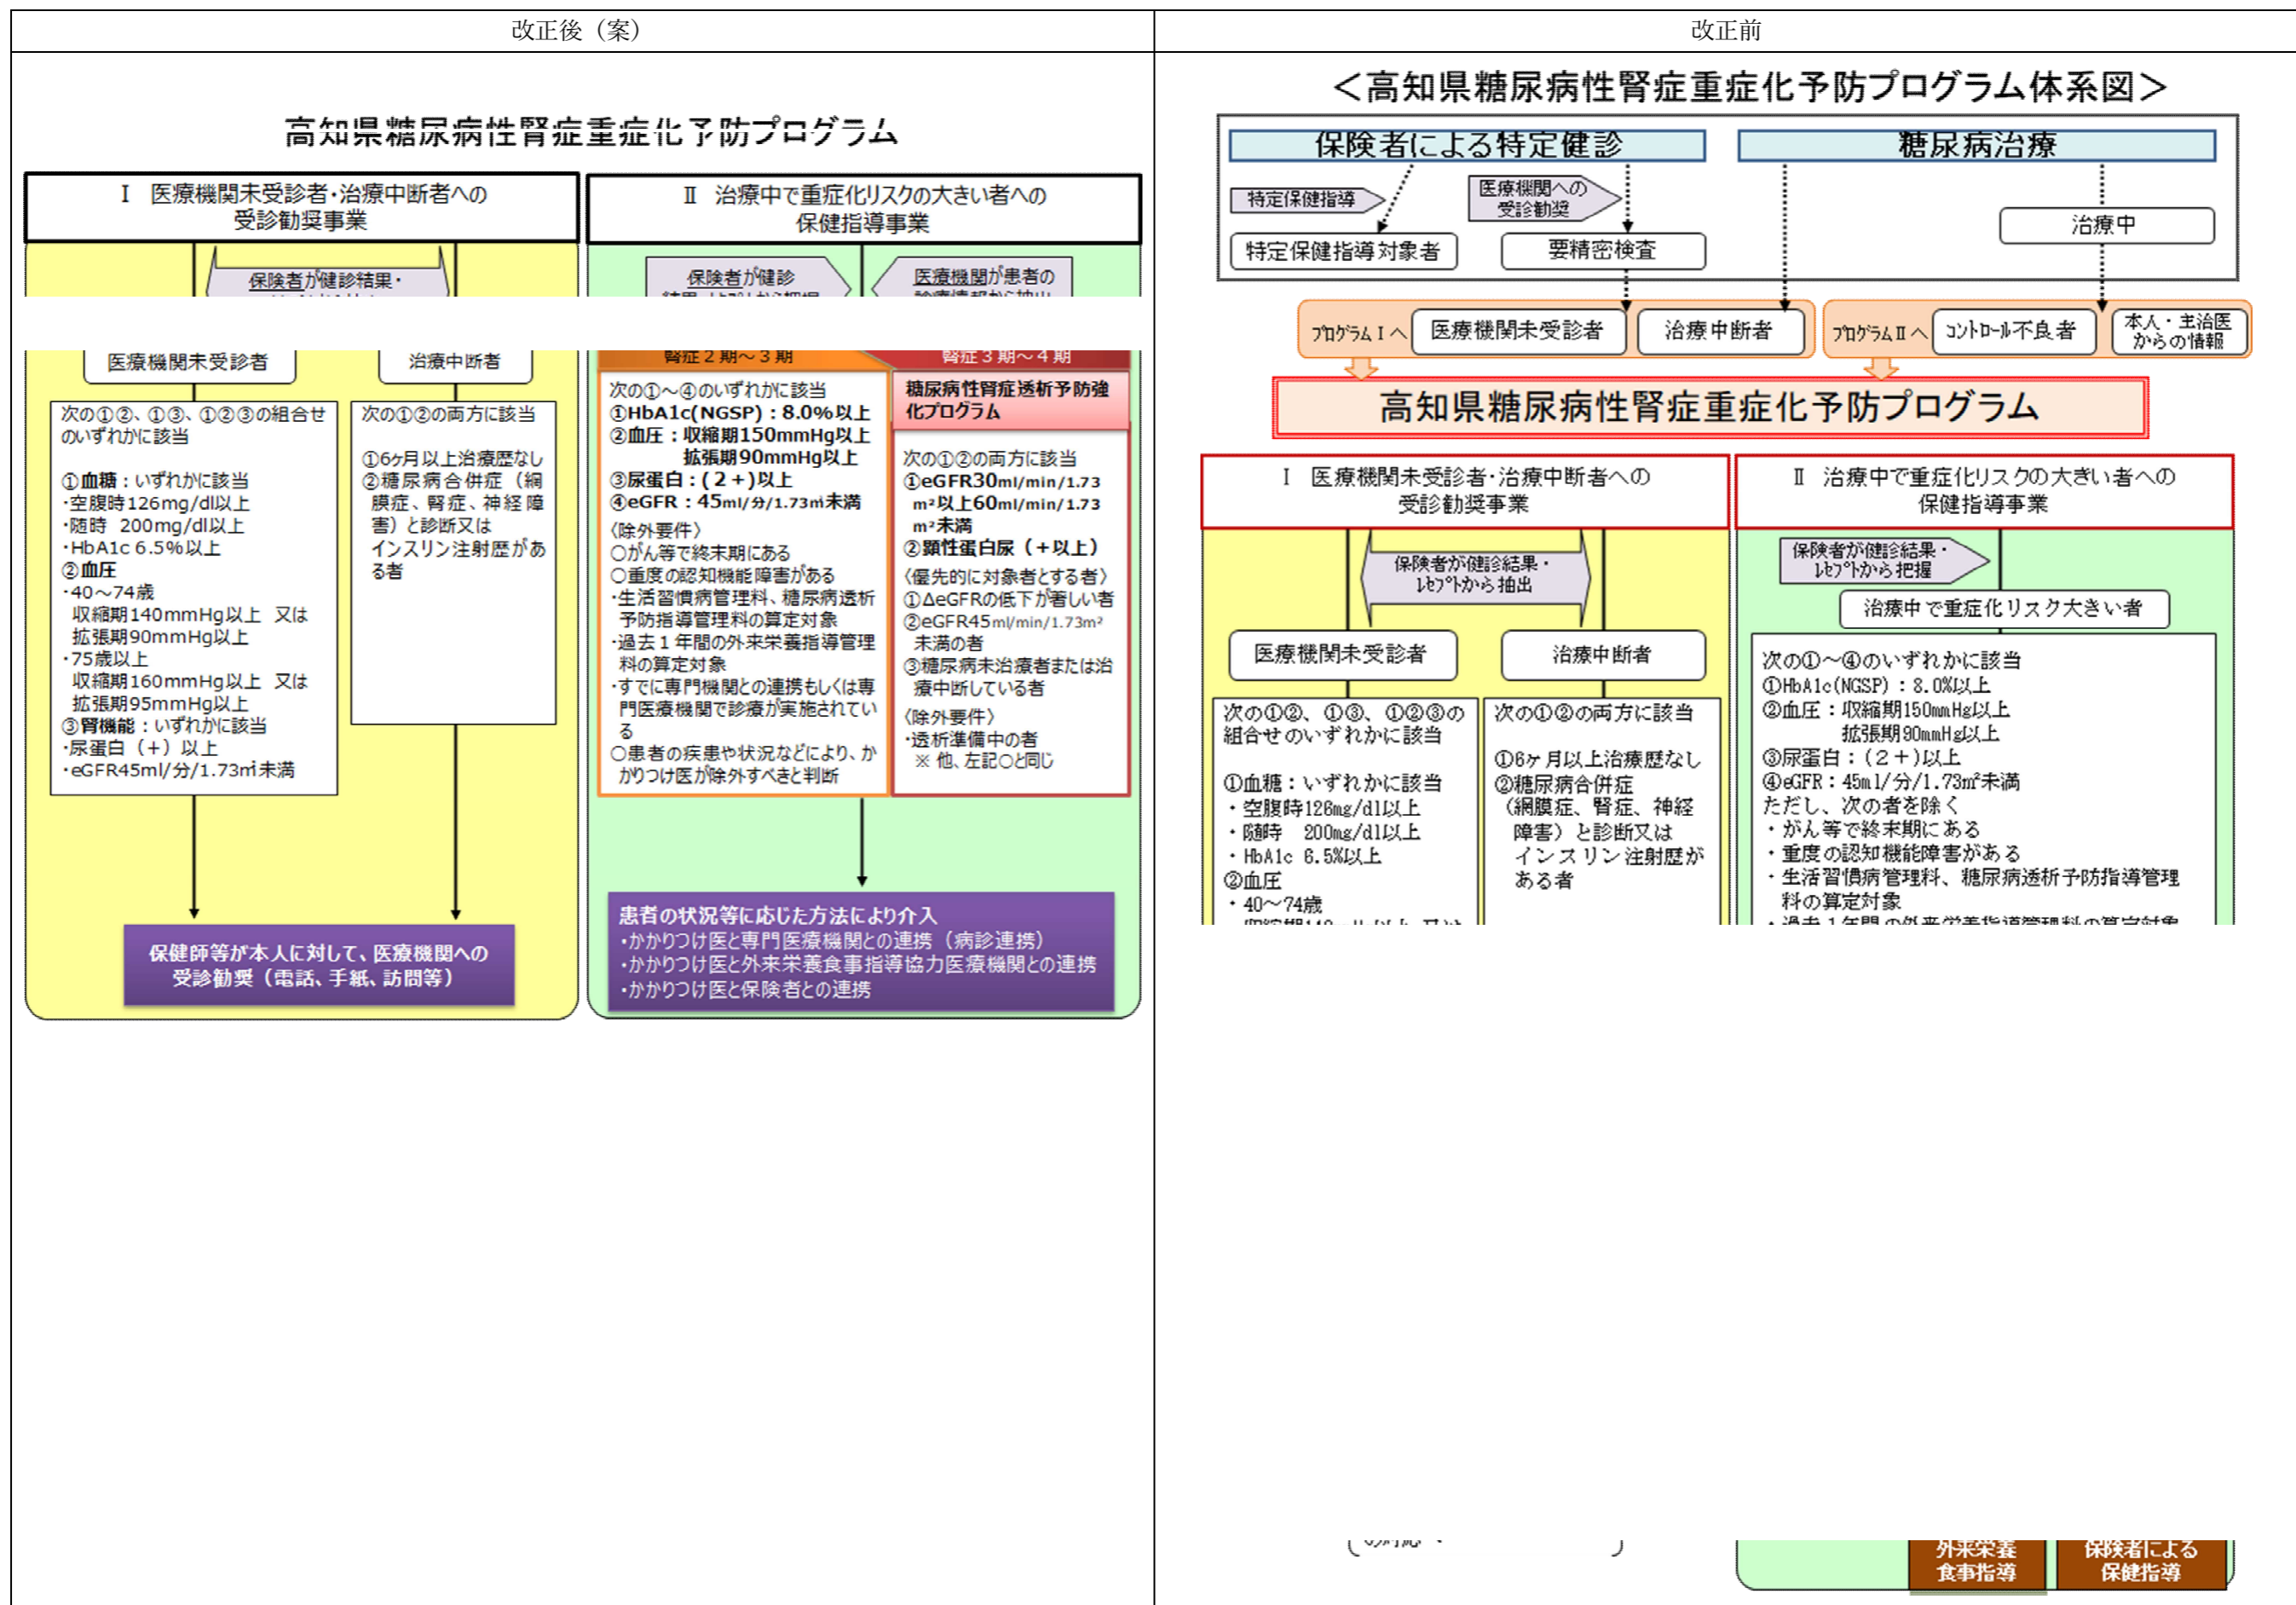 改正後（案）
高知県糖尿病性腎症重症化予防プログラム
Ⅰ　医療機関未受診者・治療中断者への
受診勧奨事業
保険者が健診結果・
医療機関未受診者
治療中断者
次の①②、①③、①②③の組合せ
のいずれかに該当
①血糖：いずれかに該当
・空腹時126mg/dl以上
・随時 200mg/dl以上
・HbA1c 6.5%以上
②血圧
・40～74歳
収縮期140mmHg以上 又は
拡張期90mmHg以上
・75歳以上
収縮期160mmHg以上 又は
拡張期95mmHg以上
③腎機能：いずれかに該当
・尿蛋白（+）以上
・eGFR45ml/分/1.73㎡未満
次の①②の両方に該当
①6ヶ月以上治療歴なし
②糖尿病合併症（網
膜症、腎症、神経障
害）と診断又は
インスリン注射歴があ
る者
保健師等が本人に対して、医療機関への
受診勧奨（電話、手紙、訪問等）
Ⅱ　治療中で重症化リスクの大きい者への
保健指導事業
保険者が健診
医療機関が患者の
腎症２期～３期
腎症３期～４期
次の①～④のいずれかに該当
①HbA1c(NGSP)：8.0%以上
②血圧：収縮期150mmHg以上
拡張期90mmHg以上
③尿蛋白：(２+)以上
④eGFR：45ml/分/1.73㎡未満
〈除外要件〉
○がん等で終末期にある
○重度の認知機能障害がある
・生活習慣病管理料、糖尿病透析
予防指導管理料の算定対象
・過去１年間の外来栄養指導管理
料の算定対象
・すでに専門機関との連携もしくは専
門医療機関で診療が実施されてい
る
○患者の疾患や状況などにより、か
かりつけ医が除外すべきと判断
糖尿病性腎症透析予防強
化プログラム
次の①②の両方に該当
①eGFR30ml/min/1.73
m²以上60ml/min/1.73
m²未満
②顕性蛋白尿（+以上）
〈優先的に対象者とする者〉
①ΔeGFRの低下が著しい者
②eGFR45ml/min/1.73m²
未満の者
③糖尿病未治療者または治
療中断している者
〈除外要件〉
・透析準備中の者
※ 他、左記○と同じ
患者の状況等に応じた方法により介入
・かかりつけ医と専門医療機関との連携（病診連携）
・かかりつけ医と外来栄養食事指導協力医療機関との連携
・かかりつけ医と保険者との連携
改正前
＜高知県糖尿病性腎症重症化予防プログラム体系図＞
保険者による特定健診
糖尿病治療
特定保健指導
医療機関への
受診勧奨
治療中
特定保健指導対象者
要精密検査
ﾌﾟﾛｸﾞﾗﾑⅠへ
医療機関未受診者
治療中断者
ﾌﾟﾛｸﾞﾗﾑⅡへ
ｺﾝﾄﾛｰﾙ不良者
本人・主治医
からの情報
高知県糖尿病性腎症重症化予防プログラム
Ⅰ　医療機関未受診者・治療中断者への
受診勧奨事業
保険者が健診結果・
ﾚｾﾌﾟﾄから抽出
医療機関未受診者
治療中断者
次の①②、①③、①②③の
組合せのいずれかに該当
①血糖：いずれかに該当
・空腹時126mg/dl以上
・随時　200mg/dl以上
・HbA1c 6.5%以上
②血圧
・40～74歳
次の①②の両方に該当
①6ヶ月以上治療歴なし
②糖尿病合併症
（網膜症、腎症、神経
障害）と診断又は
インスリン注射歴が
ある者
Ⅱ　治療中で重症化リスクの大きい者への
保健指導事業
保険者が健診結果・
ﾚｾﾌﾟﾄから把握
治療中で重症化リスク大きい者
次の①～④のいずれかに該当
①HbA1c(NGSP)：8.0%以上
②血圧：収縮期150mmHg以上
拡張期90mmHg以上
③尿蛋白：(２+)以上
④eGFR：45ml/分/1.73㎡未満
ただし、次の者を除く
・がん等で終末期にある
・重度の認知機能障害がある
・生活習慣病管理料、糖尿病透析予防指導管理
料の算定対象
・過去１年間の外来栄養指導管理料の算定対象
外来栄養
食事指導
保険者による
保健指導